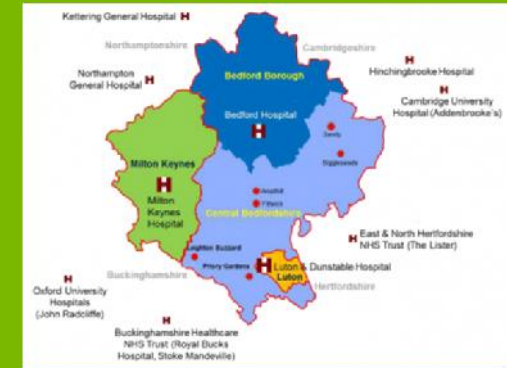 Kettering General Hospital H
Northamptonshire
Cambridgeshire
H
Hinchingbrooke Hospital
Northampton
General Hospital H
Bedford Borough
H
Cambridge University
Hospital (Addenbrooke's)
Bedford Hospital
H
Sandy
Biggleswade
Milton Keynes
H
Milton
Keynes
Hospital
Ampthill
Flitwick
Central Bedfordshire
H East & North Hertfordshire
NHS Trust (The Lister)
Leighton Buzzard
Priory Gardens
H Luton & Dunstable Hospital
Luton
Buckinghamshire
Hertfordshire
H
Oxford University
Hospitals
(John Radcliffe)
H
Buckinghamshire Healthcare
NHS Trust (Royal Bucks
Hospital, Stoke Mandeville)